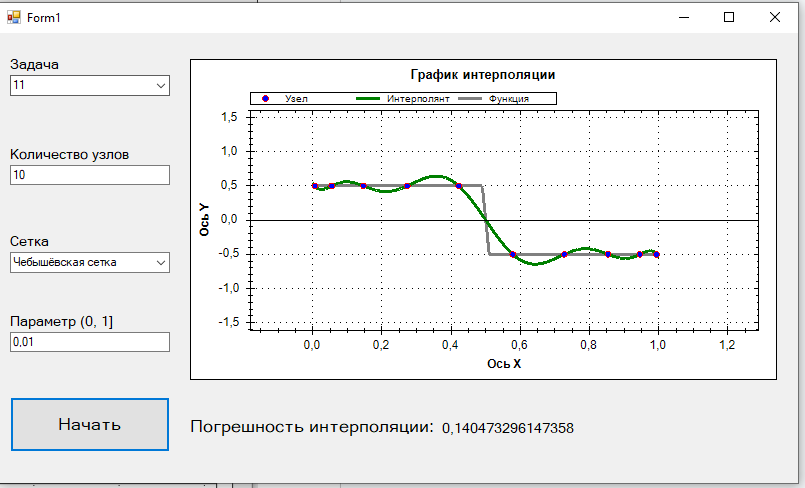 Form1
Задача
11
Количество узлов
10
Сетка
Чебышёвская сетка
Параметр (0, 1]
0,01
Начать
График интерполяции
Узел Интерполянт Функция
Ось Y
1,5
1,0
0,5
0,0
-0,5
-1,0
-1,5
0,0 0,2 0,4 0,6 0,8 1,0 1,2
Ось X
Погрешность интерполяции: 0,140473296147358